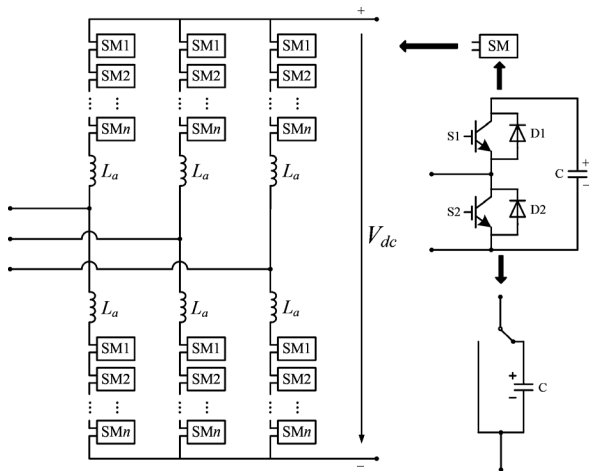 +
SM1 SM1 SM1 SM
SM2 SM2 SM2
... ... ... ... ... ...
SMn SMn SMn
S1 D1
La La La
C + −
S2 D2
Vdc
La La La
SM1 SM1 SM1
SM2 SM2 SM2
+ − C
... ... ... ... ... ...
SMn SMn SMn
−